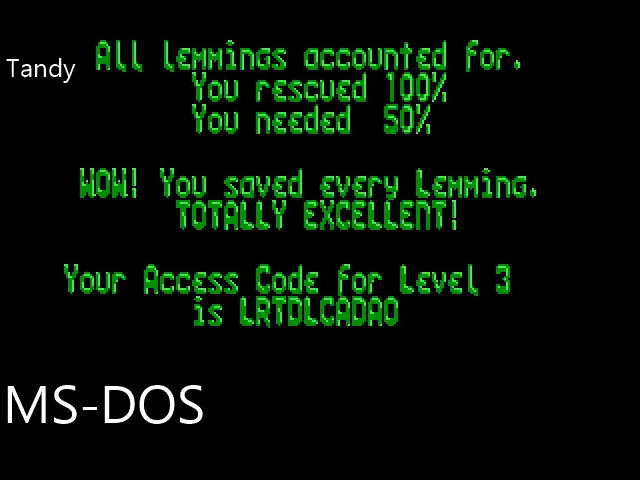 Tandy
All lemmings accounted for.
You rescued 100%
You needed 50%
WOW! You saved every Lemming.
TOTALLY EXCELLENT!
Your Access Code for Level 3
is LRTDLCADAO
MS-DOS